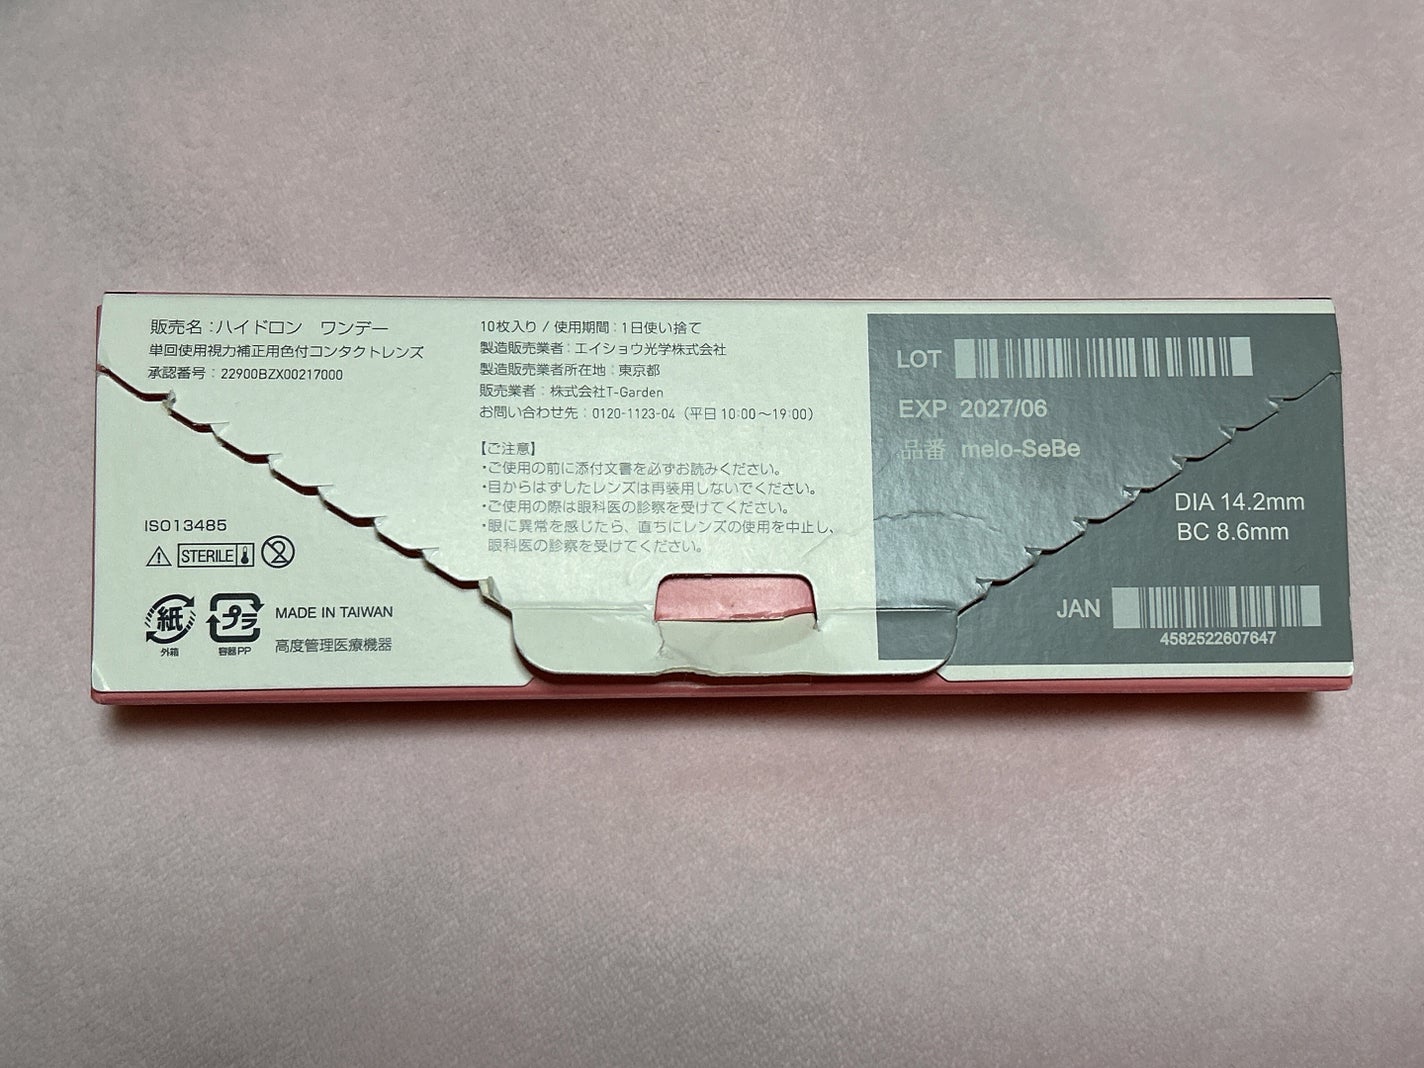 販売名：ハイドロン　ワンデー
単回使用視力補正用色付コンタクトレンズ
承認番号：22900BZX00217000
ISO13485
STERILE
紙
外箱
プラ
容器PP
MADE IN TAIWAN
高度管理医療機器
10枚入り / 使用期間：1日使い捨て
製造販売業者：エイショウ光学株式会社
製造販売業者所在地：東京都
販売業者：株式会社T-Garden
お問い合わせ先：0120-1123-04（平日 10:00～19:00）
【ご注意】
・ご使用の前に添付文書を必ずお読みください。
・目からはずしたレンズは再装用しないでください。
・ご使用の際は眼科医の診察を受けてください。
・眼に異常を感じたら、直ちにレンズの使用を中止し、
眼科医の診察を受けてください。
LOT
EXP 2027/06
品番 melo-SeBe
DIA 14.2mm
BC 8.6mm
JAN
4582522607647